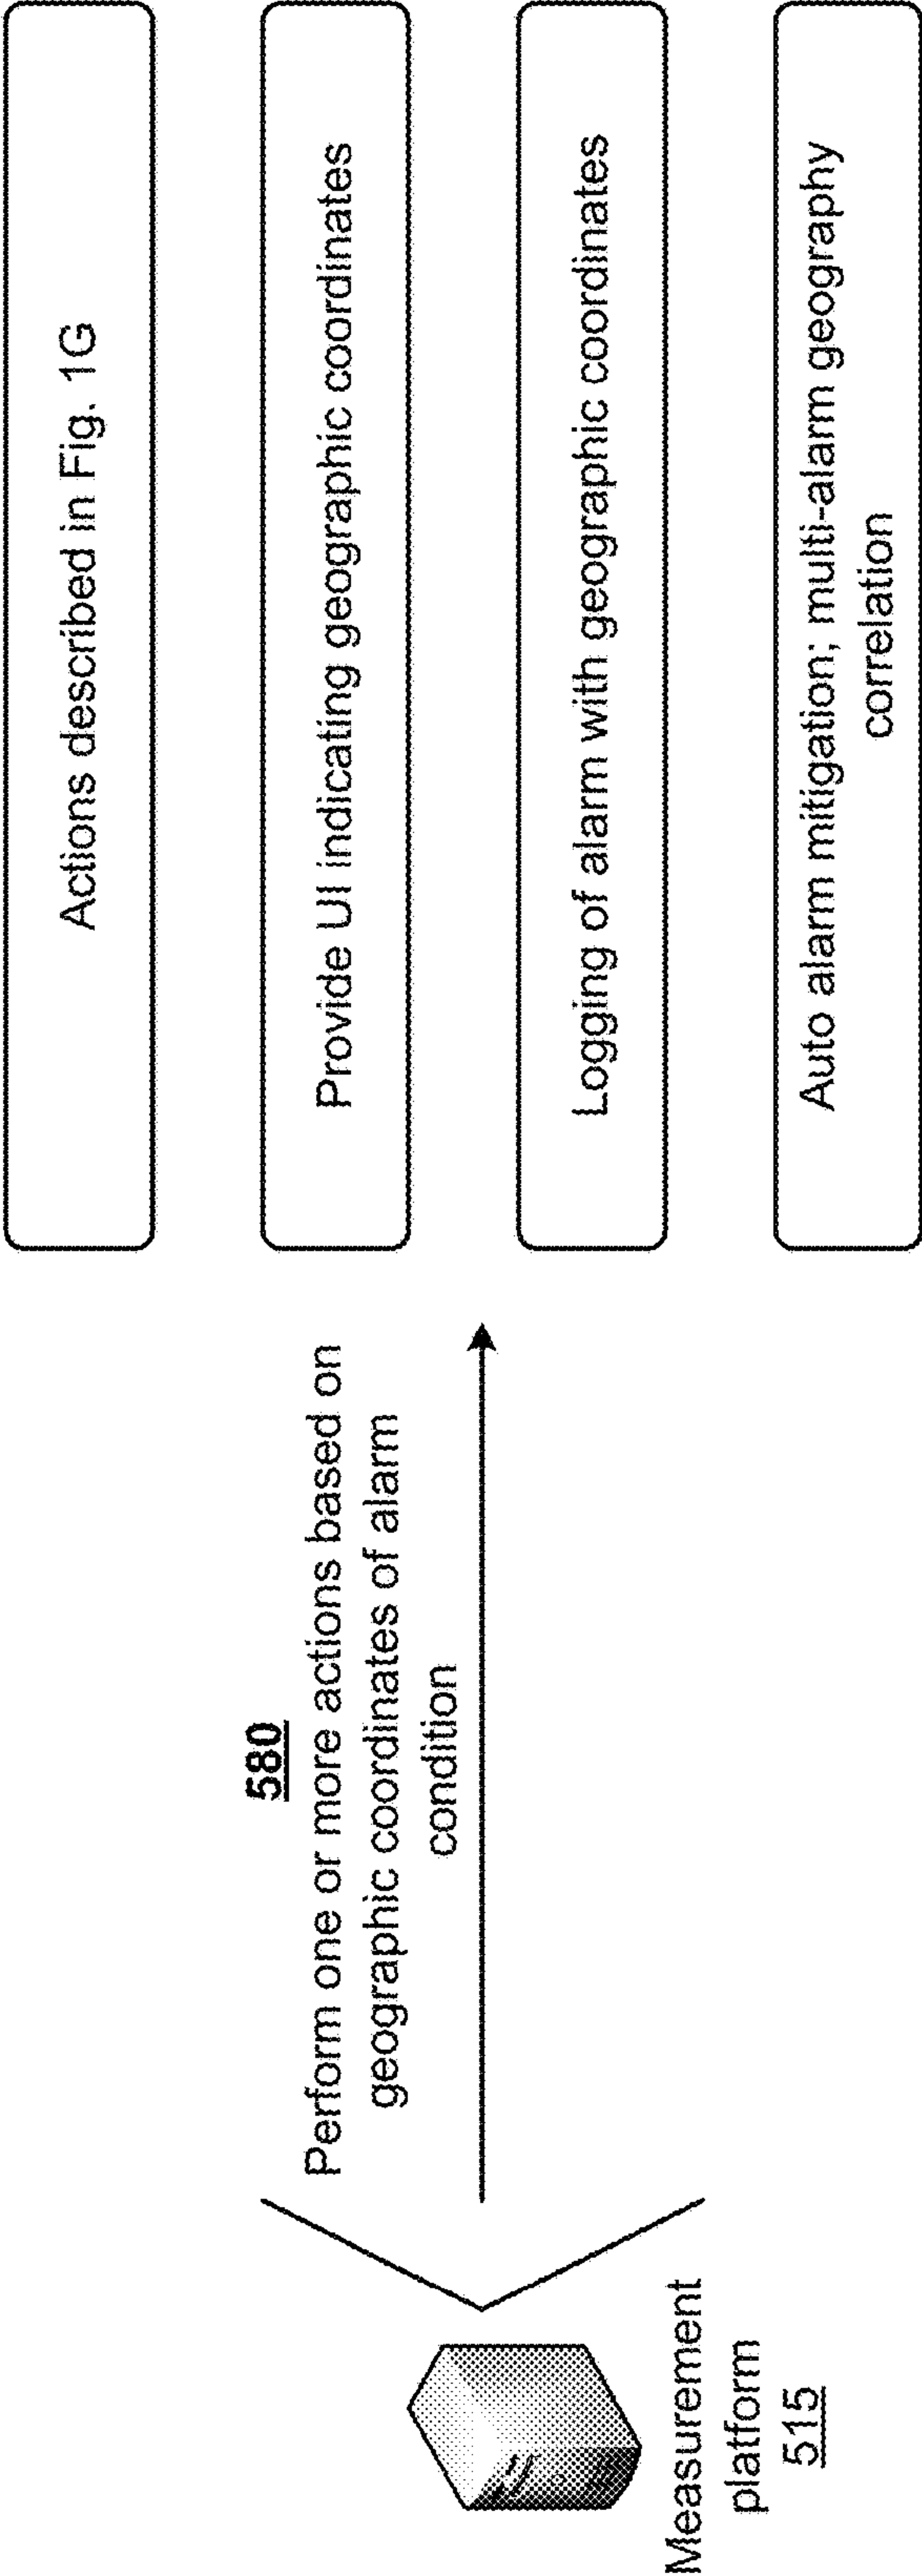 Measurement
platform
515
580
Perform one or more actions based on
geographic coordinates of alarm
condition
Actions described in Fig. 1G
Provide UI indicating geographic coordinates
Logging of alarm with geographic coordinates
Auto alarm mitigation; multi-alarm geography
correlation